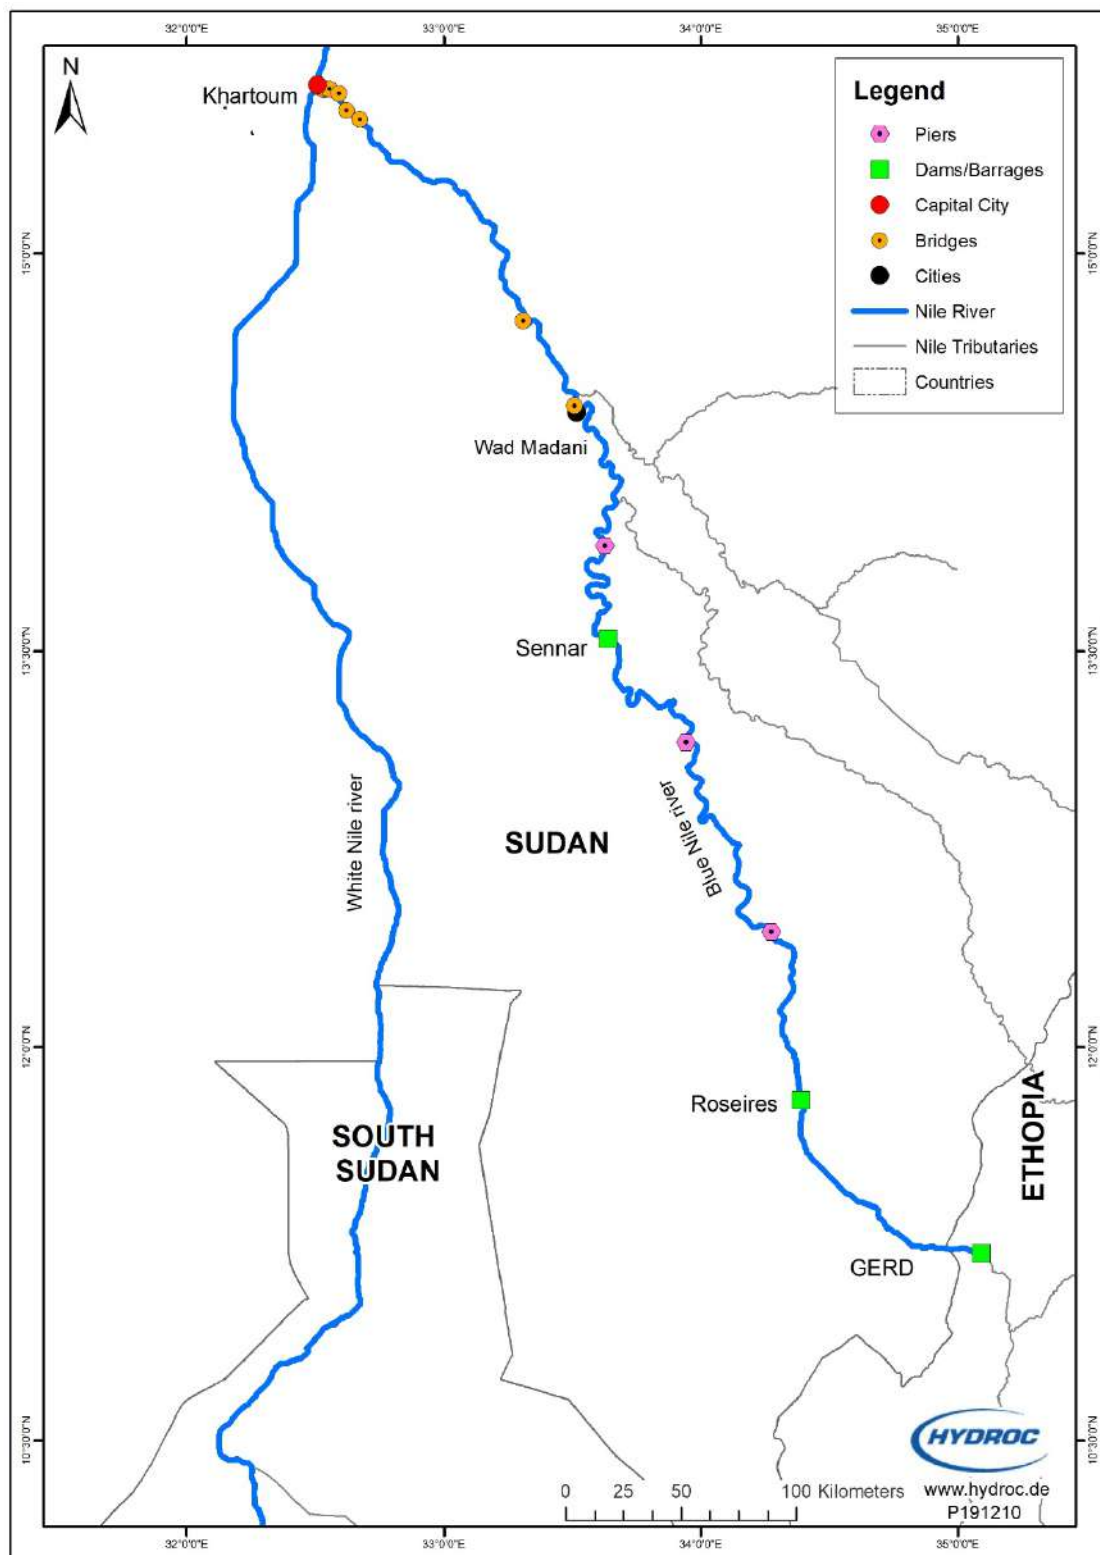 32°0'0"E
33°0'0"E
34°0'0"E
35°0'0"E
N
Khartoum
Legend
Piers
Dams/Barrages
Capital City
Bridges
Cities
Nile River
Nile Tributaries
Countries
15°0'0"N
15°0'0"N
Wad Madani
Sennar
13°30'0"N
13°30'0"N
White Nile river
SUDAN
Blue Nile river
12°0'0"N
12°0'0"N
Roseires
ETHOPIA
SOUTH
SUDAN
GERD
HYDROC
10°30'0"N
10°30'0"N
0 25 50 100 Kilometers
www.hydroc.de
P191210
32°0'0"E
33°0'0"E
34°0'0"E
35°0'0"E